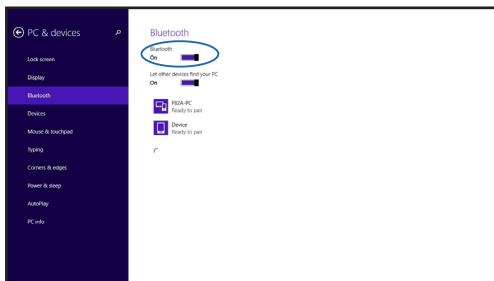 PC & devices
Lock screen
Display
Bluetooth
Devices
Mouse & touchpad
Typing
Corners & edges
Power & sleep
AutoPlay
PC info
Bluetooth
Bluetooth
On
Let other devices find your PC
On
F82A-PC
Ready to pair
Device
Ready to pair